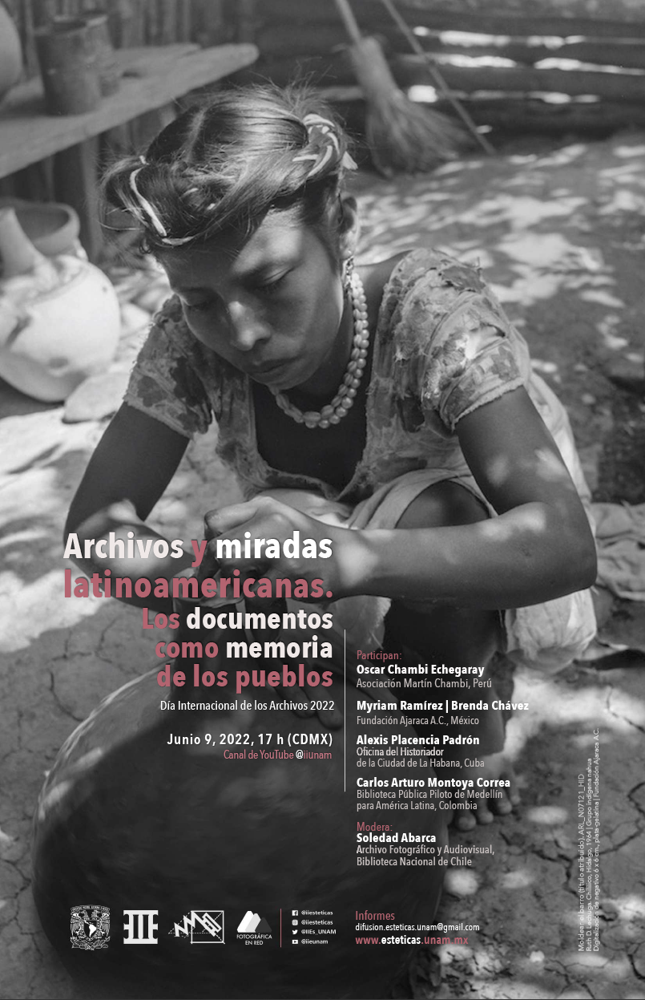 Archivos y miradas
latinoamericanas.
Los documentos
como memoria
de los pueblos
Día Internacional de los Archivos 2022
Junio 9, 2022, 17 h (CDMX)
Canal de YouTube @iiunam
Participan:
Oscar Chambi Echegaray
Asociación Martín Chambi, Perú
Myriam Ramírez | Brenda Chávez
Fundación Ajaraca A.C., México
Alexis Placencia Padrón
Oficina del Historiador
de la Ciudad de La Habana, Cuba
Carlos Arturo Montoya Correa
Biblioteca Pública Piloto de Medellín
para América Latina, Colombia
Modera:
Soledad Abarca
Archivo Fotográfico y Audiovisual,
Biblioteca Nacional de Chile
Moldear el barro (título atribuido). ARL_N07121_HID
Ruth D. Lechuga. Chililico, Hidalgo, 1964 | Grupo indígena nahua
Digitalización de negativo 6 x 6 cm., plata-gelatina | Fundación Ajaraca A.C.
FOTOGRÁFICA
EN RED
@iiesteticas
@iiesteticas
@IIEs_UNAM
@iieunam
Informes
difusion.esteticas.unam@gmail.com
www.esteticas.unam.mx